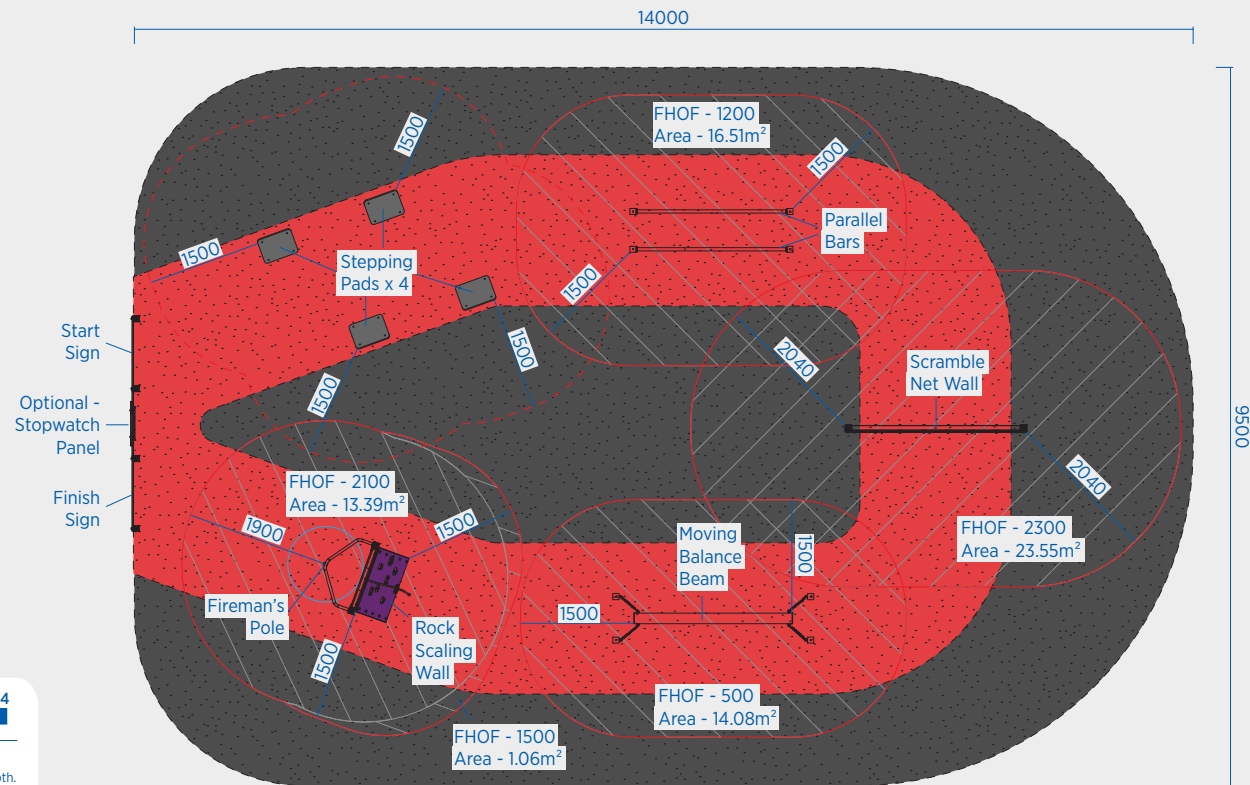 14000
1500
FHOF - 1200
Area - 16.51m²
1500
Parallel
Bars
1500
Stepping
Pads x 4
1500
Start
Sign
1500
2040
Scramble
Net Wall
Optional -
Stopwatch
Panel
1500
9500
FHOF - 2100
Area - 13.39m²
2040
Finish
Sign
1900
1500
Moving
Balance
Beam
1500
FHOF - 2300
Area - 23.55m²
Fireman's
Pole
1500
Rock
Scaling
Wall
1500
FHOF - 500
Area - 14.08m²
FHOF - 1500
Area - 1.06m²
4